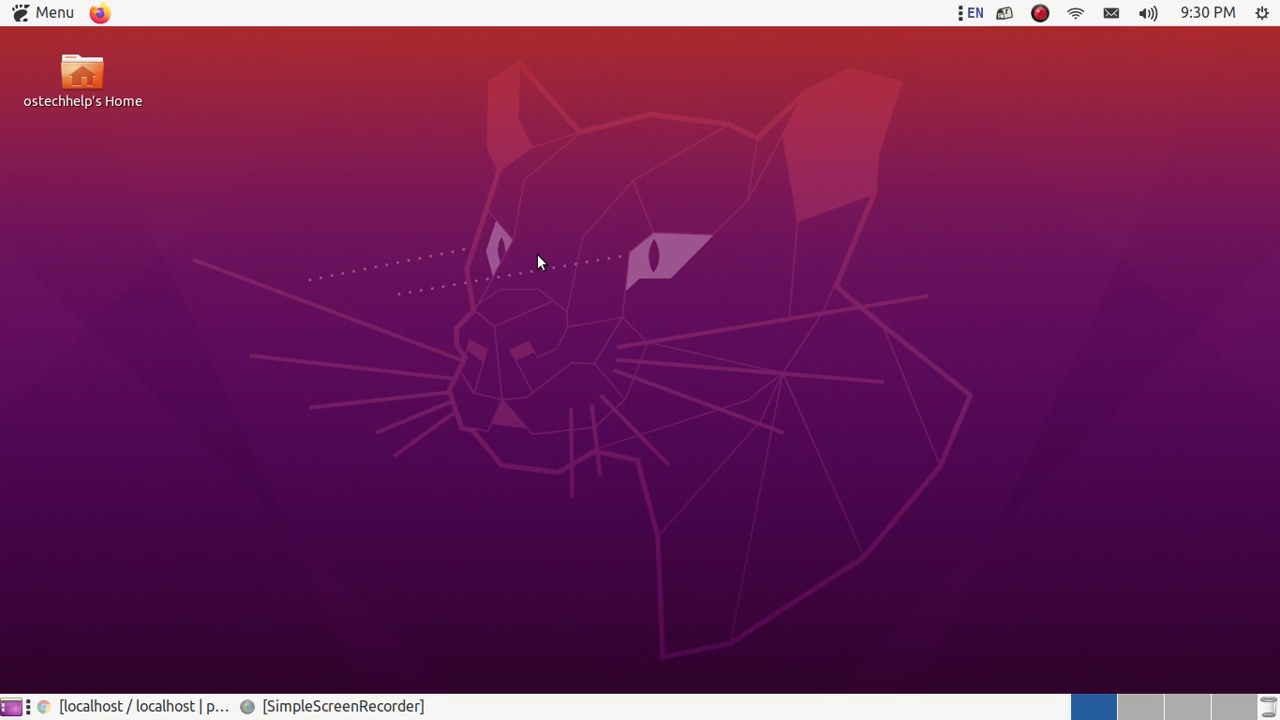 Menu
EN
9:30 PM
ostechhelp's Home
[localhost / localhost | p...
[SimpleScreenRecorder]